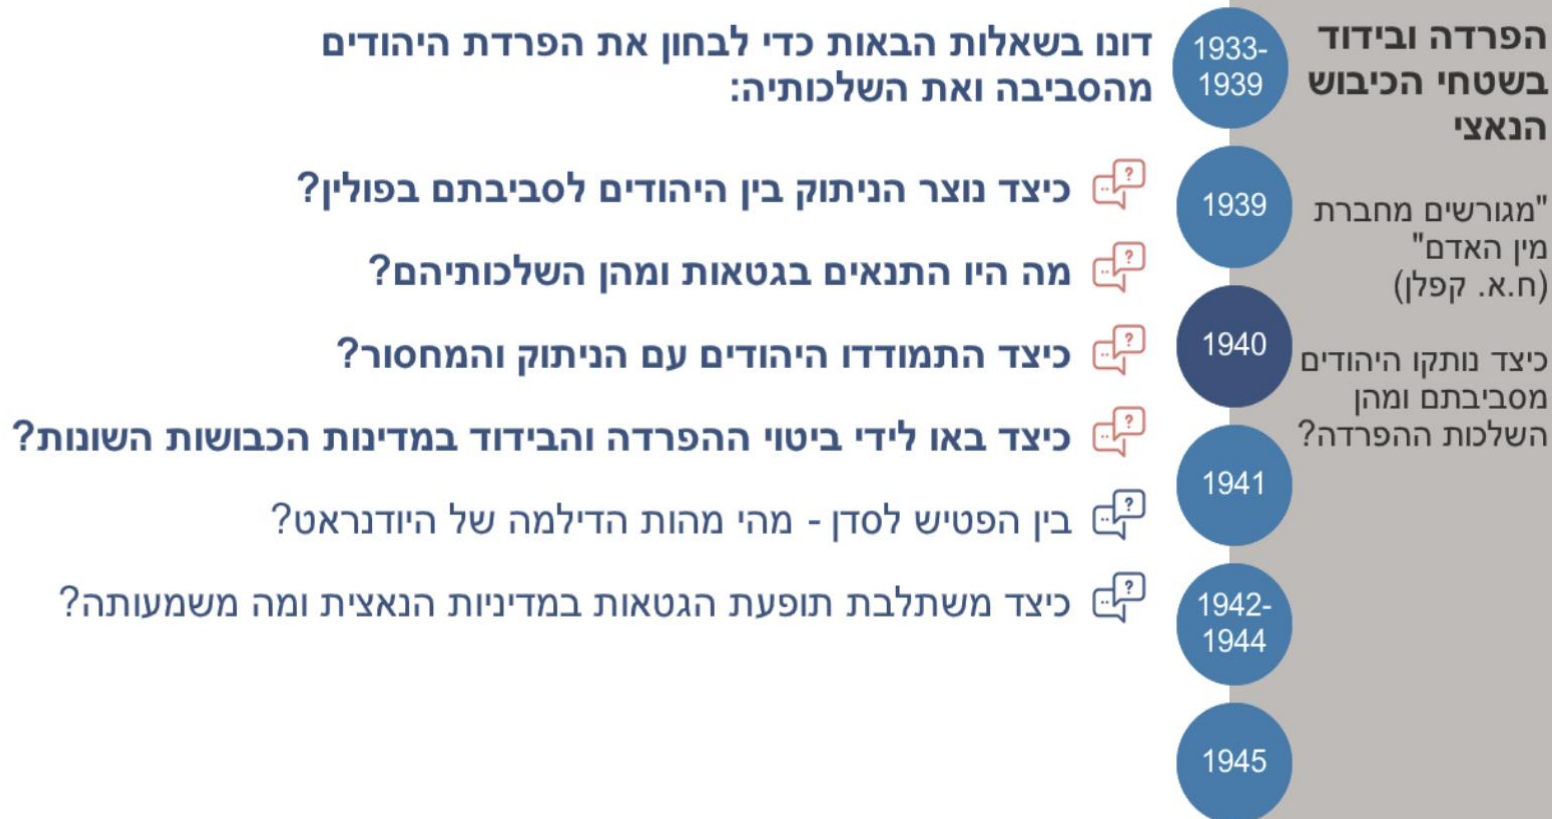 הפרדה ובידוד
בשטחי הכיבוש
הנאצי
"מגורשים מחברת
מין האדם"
(ח.א. קפלן)
כיצד נותקו היהודים
מסביבתם ומהן
השלכות ההפרדה?
1933-
1939
1939
1940
1941
1942-
1944
1945
דונו בשאלות הבאות כדי לבחון את הפרדת היהודים
מהסביבה ואת השלכותיה:
כיצד נוצר הניתוק בין היהודים לסביבתם בפולין?
מה היו התנאים בגטאות ומהן השלכותיהם?
כיצד התמודדו היהודים עם הניתוק והמחסור?
כיצד באו לידי ביטוי ההפרדה והבידוד במדינות הכבושות השונות?
בין הפטיש לסדן - מהי מהות הדילמה של היודנראט?
כיצד משתלבת תופעת הגטאות במדיניות הנאצית ומה משמעותה?